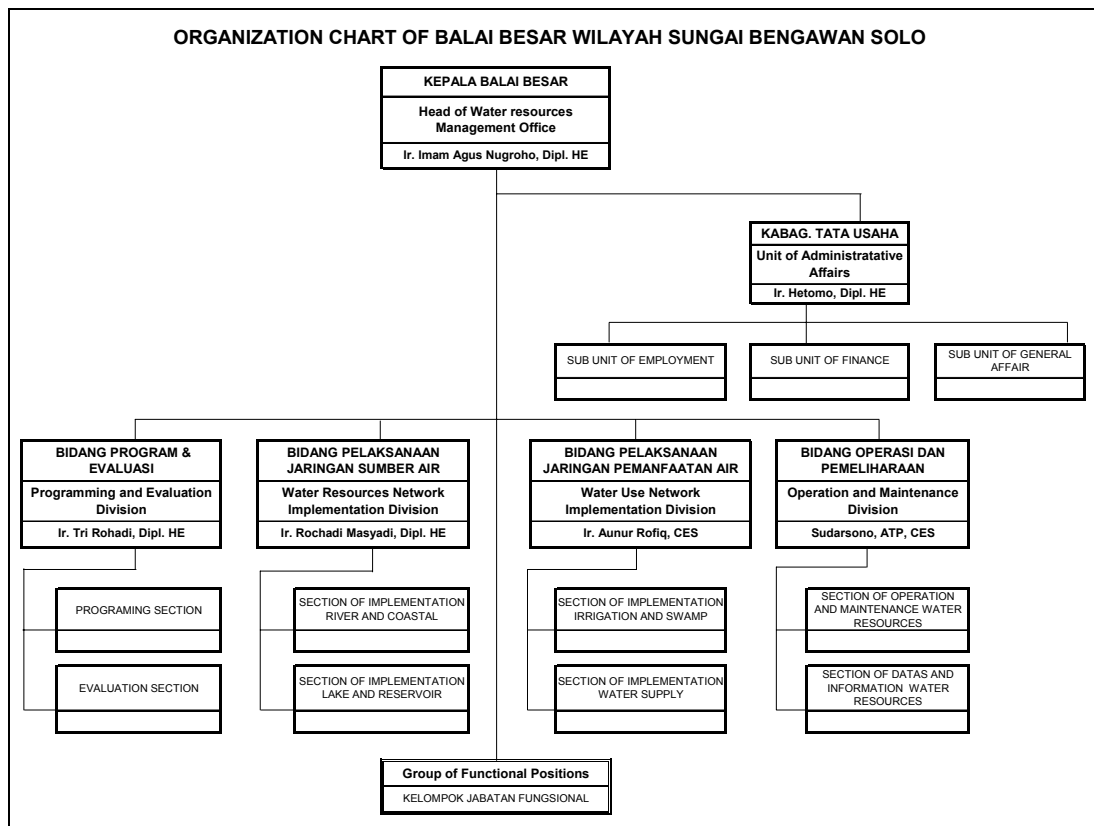 ORGANIZATION CHART OF BALAI BESAR WILAYAH SUNGAI BENGAWAN SOLO
KEPALA BALAI BESAR
Head of Water resources
Management Office
Ir. Imam Agus Nugroho, Dipl. HE
KABAG. TATA USAHA
Unit of Administratative
Affairs
Ir. Hetomo, Dipl. HE
SUB UNIT OF EMPLOYMENT
SUB UNIT OF FINANCE
SUB UNIT OF GENERAL
AFFAIR
BIDANG PROGRAM &
EVALUASI
Programming and Evaluation
Division
Ir. Tri Rohadi, Dipl. HE
BIDANG PELAKSANAAN
JARINGAN SUMBER AIR
Water Resources Network
Implementation Division
Ir. Rochadi Masyadi, Dipl. HE
BIDANG PELAKSANAAN
JARINGAN PEMANFAATAN AIR
Water Use Network
Implementation Division
Ir. Aunur Rofiq, CES
BIDANG OPERASI DAN
PEMELIHARAAN
Operation and Maintenance
Division
Sudarsono, ATP, CES
PROGRAMING SECTION
SECTION OF IMPLEMENTATION
RIVER AND COASTAL
SECTION OF IMPLEMENTATION
IRRIGATION AND SWAMP
SECTION OF OPERATION
AND MAINTENANCE WATER
RESOURCES
EVALUATION SECTION
SECTION OF IMPLEMENTATION
LAKE AND RESERVOIR
SECTION OF IMPLEMENTATION
WATER SUPPLY
SECTION OF DATAS AND
INFORMATION WATER
RESOURCES
Group of Functional Positions
KELOMPOK JABATAN FUNGSIONAL